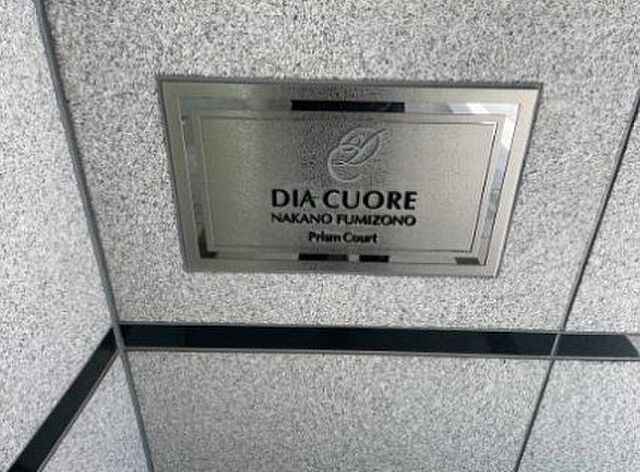 DIA CUORE
NAKANO FUMIZONO
Prism Court